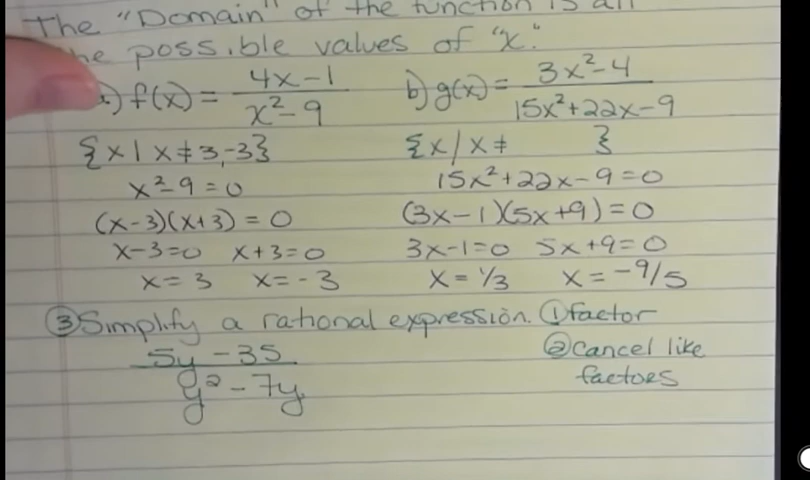 The "Domain" of the function is all
the possible values of "x."
a) f(x) = 4x-1 / x²-9
b) g(x) = 3x²-4 / 15x²+22x-9
{x | x ≠ 3,-3}
{x / x ≠ }
x²-9 = 0
15x²+22x-9=0
(x-3)(x+3) = 0
(3x-1)(5x+9)=0
x-3=0 x+3=0
3x-1=0 5x+9=0
x = 3 x = -3
x = 1/3 x = -9/5
③ Simplify a rational expression. ① factor
5y - 35 / y² - 7y
② cancel like
factors